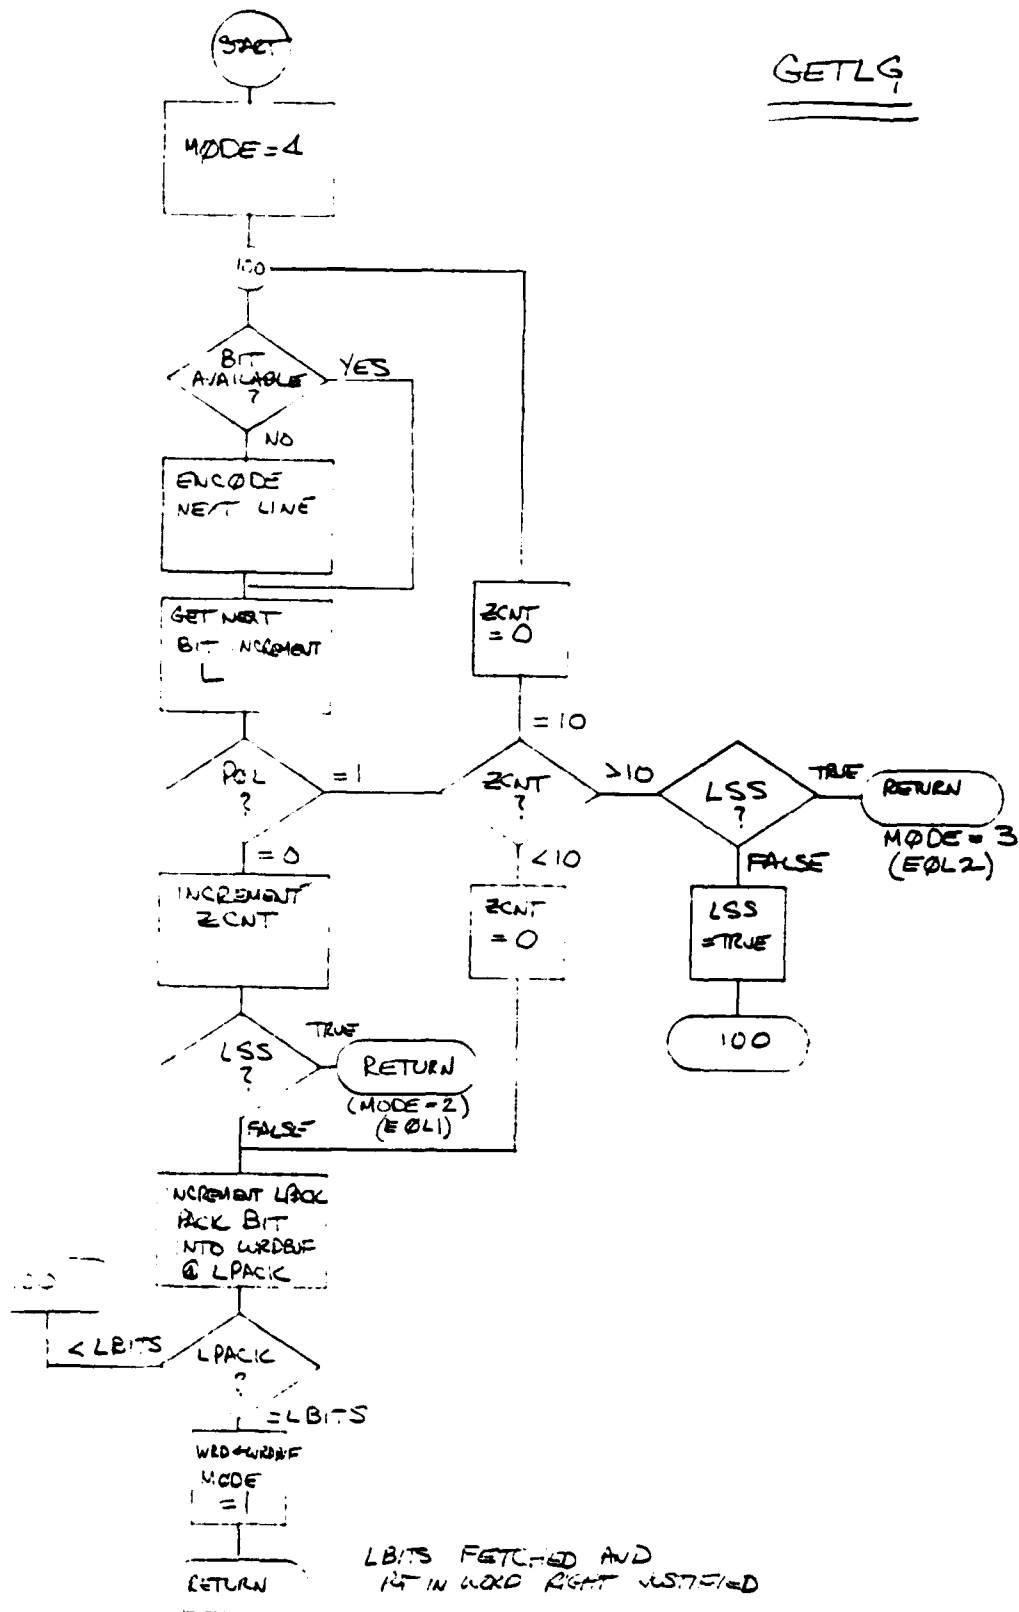 START
GETLG
MØDE = 4
100
BIT
AVAILABLE
?
YES
NO
ENCØDE
NEXT LINE
GET NEXT
BIT INCREMENT
L
ZCNT
= 0
= 10
POL
?
= 1
ZCNT
?
>10
LSS
?
TRUE
RETURN
MØDE = 3
(EØL2)
= 0
<10
FALSE
INCREMENT
ZCNT
ZCNT
= 0
LSS
=TRUE
100
LSS
?
TRUE
RETURN
(MODE = 2)
(EØL1)
FALSE
INCREMENT LPACK
PACK BIT
INTO WRDBUF
@ LPACK
100
< LBITS
LPACK
?
= LBITS
WRD←WRDBUF
MODE
= 1
RETURN
LBITS FETCHED AND
IN WORD RIGHT JUSTIFIED